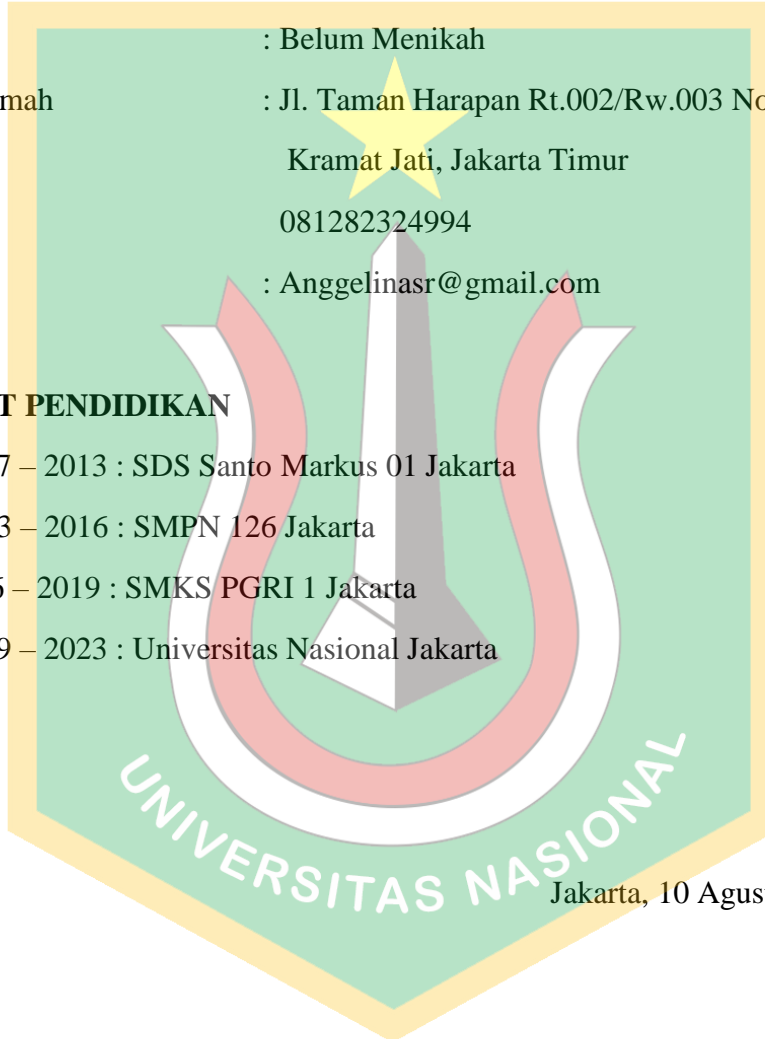 : Belum Menikah
mah : Jl. Taman Harapan Rt.002/Rw.003 No
Kramat Jati, Jakarta Timur
081282324994
: Anggelinasr@gmail.com
T PENDIDIKAN
7 – 2013 : SDS Santo Markus 01 Jakarta
3 – 2016 : SMPN 126 Jakarta
6 – 2019 : SMKS PGRI 1 Jakarta
9 – 2023 : Universitas Nasional Jakarta
UNIVERSITAS NASIONAL
Jakarta, 10 Agus